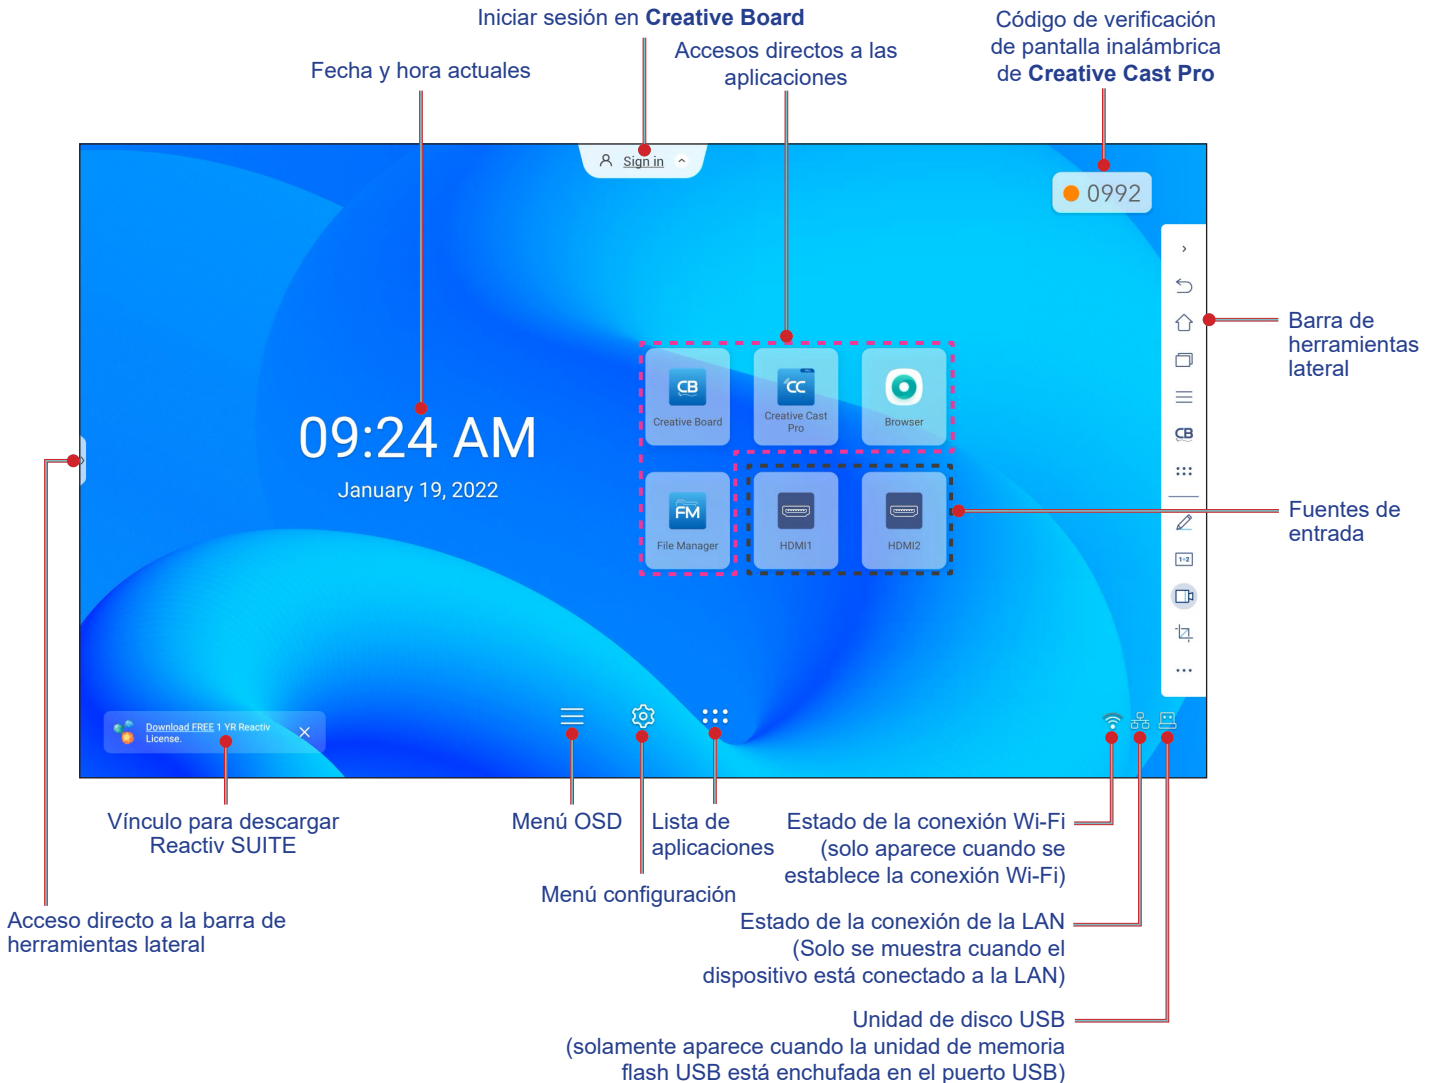 Iniciar sesión en Creative Board
Código de verificación
de pantalla inalámbrica
de Creative Cast Pro
Accesos directos a las
aplicaciones
Fecha y hora actuales
Sign in
0992
Barra de
herramientas
lateral
CB
Creative Board
CC
Creative Cast
Pro
Browser
09:24 AM
January 19, 2022
CB
FM
File Manager
HDMI1
HDMI2
Fuentes de
entrada
Download FREE 1 YR Reactiv
License.
Vínculo para descargar
Reactiv SUITE
Menú OSD
Lista de
aplicaciones
Menú configuración
Estado de la conexión Wi-Fi
(solo aparece cuando se
establece la conexión Wi-Fi)
Acceso directo a la barra de
herramientas lateral
Estado de la conexión de la LAN
(Solo se muestra cuando el
dispositivo está conectado a la LAN)
Unidad de disco USB
(solamente aparece cuando la unidad de memoria
flash USB está enchufada en el puerto USB)